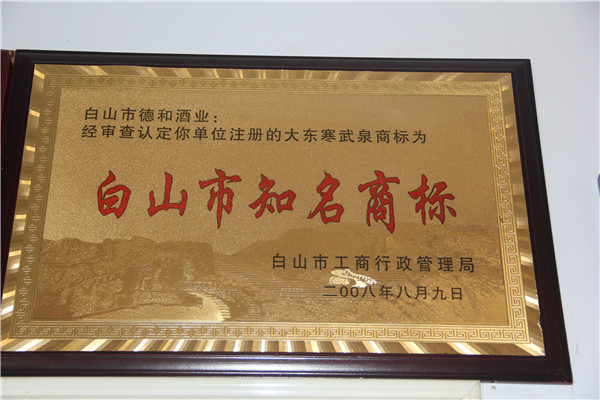 白山市德和酒业：
经审查认定你单位注册的大东寒武泉商标为
白山市知名商标
白山市工商行政管理局
二00八年八月九日